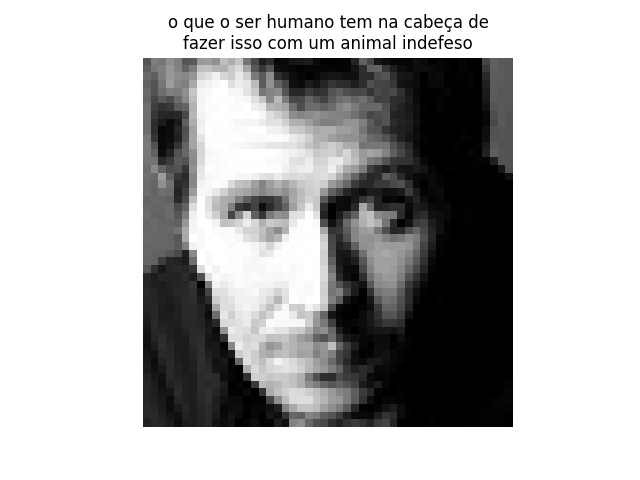 o que o ser humano tem na cabeça de
fazer isso com um animal indefeso